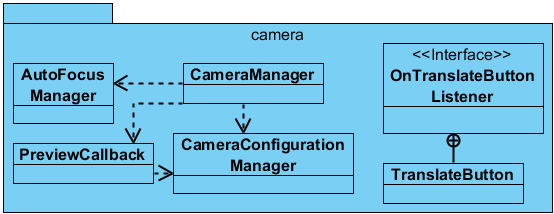 camera
AutoFocus
Manager
CameraManager
<<Interface>>
OnTranslateButton
Listener
PreviewCallback
CameraConfiguration
Manager
TranslateButton